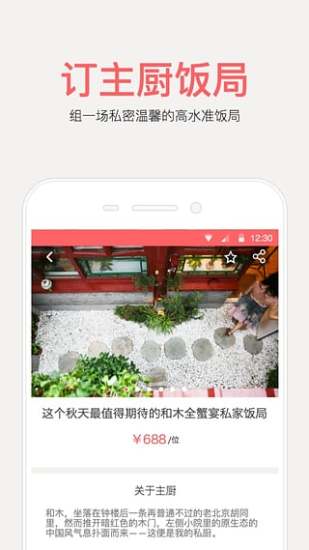 订主厨饭局
组一场私密温馨的高水准饭局
12:30
这个秋天最值得期待的和木全蟹宴私家饭局
￥688/位
关于主厨
和木，坐落在钟楼后一条再普通不过的老北京胡同
里，然而推开暗红色的木门，左侧小院里的原生态的
中国风气息扑面而来——这便是我的私厨。